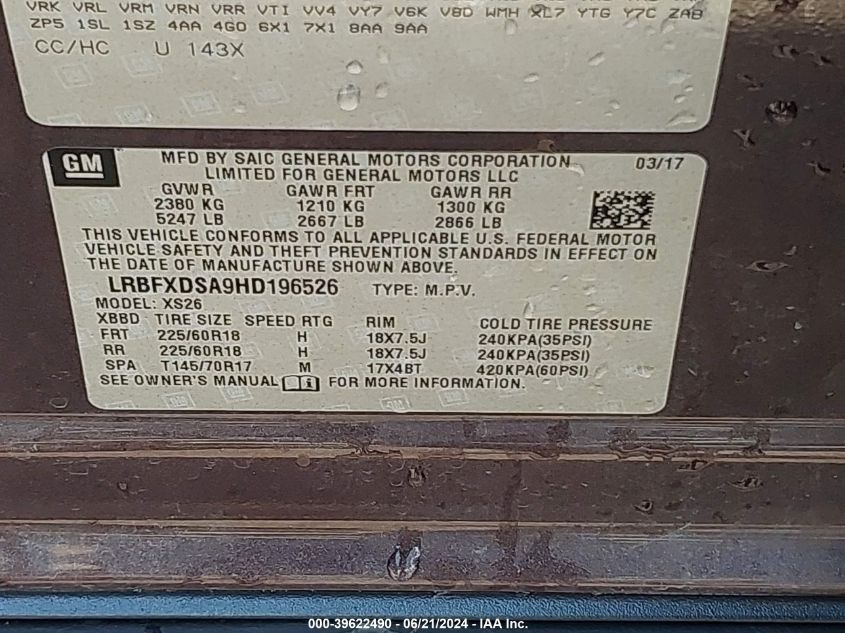 VRK VRL VRM VRN VRR VTI VV4 VY7 V6K V8D WMH XL7 YTG Y7C ZAB
ZP5 1SL 1SZ 4AA 4G0 6X1 7X1 8AA 9AA
CC/HC U 143X
GM
MFD BY SAIC GENERAL MOTORS CORPORATION 03/17
LIMITED FOR GENERAL MOTORS LLC
GVWR GAWR FRT GAWR RR
2380 KG 1210 KG 1300 KG
5247 LB 2667 LB 2866 LB
THIS VEHICLE CONFORMS TO ALL APPLICABLE U.S. FEDERAL MOTOR
VEHICLE SAFETY AND THEFT PREVENTION STANDARDS IN EFFECT ON
THE DATE OF MANUFACTURE SHOWN ABOVE.
LRBFXDSA9HD196526 TYPE: M.P.V.
MODEL: XS26
XBBD TIRE SIZE SPEED RTG RIM COLD TIRE PRESSURE
FRT 225/60R18 H 18X7.5J 240KPA(35PSI)
RR 225/60R18 H 18X7.5J 240KPA(35PSI)
SPA T145/70R17 M 17X4BT 420KPA(60PSI)
SEE OWNER'S MANUAL FOR MORE INFORMATION.
000-39622490 - 06/21/2024 - IAA Inc.